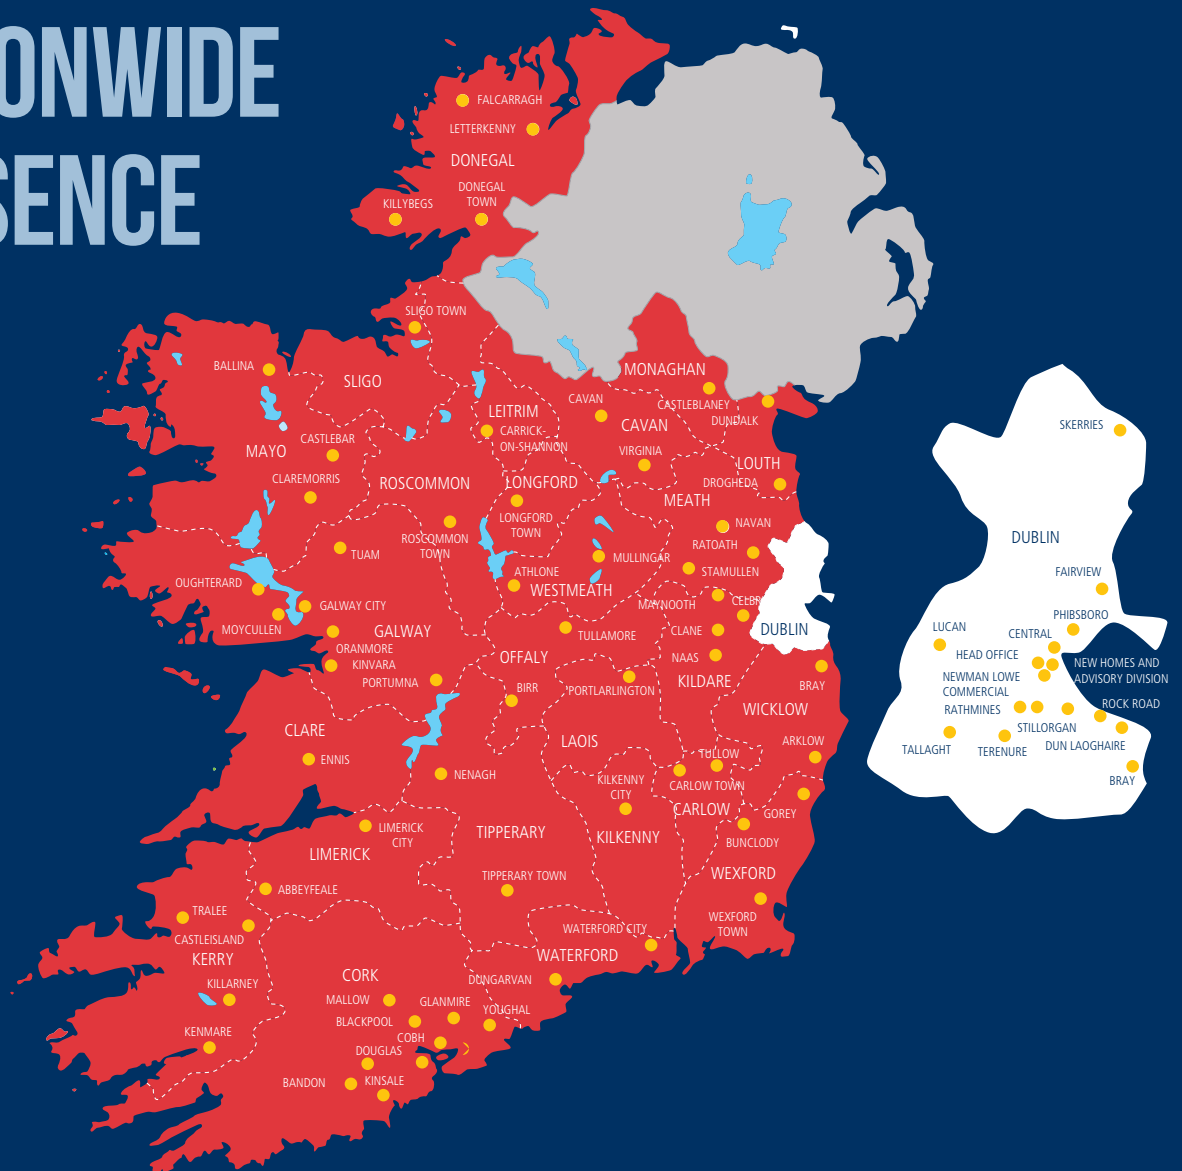 ONWIDE
SENCE
FALCARRAGH
LETTERKENNY
DONEGAL
DONEGAL
TOWN
KILLYBEGS
SLIGO TOWN
BALLINA
SLIGO
MONAGHAN
CAVAN
CASTLEBLANEY
DUNDALK
LEITRIM
CARRICK-
ON-SHANNON
CAVAN
CASTLEBAR
MAYO
VIRGINIA
LOUTH
CLAREMORRIS
ROSCOMMON
LONGFORD
DROGHEDA
MEATH
LONGFORD
TOWN
NAVAN
ROSCOMMON
TOWN
RATOATH
TUAM
MULLINGAR
STAMULLEN
ATHLONE
OUGHTERARD
WESTMEATH
GALWAY CITY
MAYNOOTH
CELBR
MOYCULLEN
GALWAY
TULLAMORE
CLANE
DUBLIN
ORANMORE
KINVARA
OFFALY
NAAS
PORTUMNA
BIRR
PORTLARLINGTON
KILDARE
BRAY
WICKLOW
CLARE
LAOIS
ARKLOW
ENNIS
TULLOW
NENAGH
KILKENNY
CITY
CARLOW TOWN
CARLOW
GOREY
LIMERICK
CITY
TIPPERARY
KILKENNY
BUNCLODY
LIMERICK
TIPPERARY TOWN
WEXFORD
ABBEYFEALE
TRALEE
WEXFORD
TOWN
CASTLEISLAND
WATERFORD CITY
KERRY
WATERFORD
CORK
DUNGARVAN
KILLARNEY
MALLOW
GLANMIRE
YOUGHAL
BLACKPOOL
KENMARE
COBH
DOUGLAS
BANDON
KINSALE
SKERRIES
DUBLIN
FAIRVIEW
PHIBSBORO
LUCAN
CENTRAL
HEAD OFFICE
NEW HOMES AND
ADVISORY DIVISION
NEWMAN LOWE
COMMERCIAL
ROCK ROAD
RATHMINES
STILLORGAN
TALLAGHT
TERENURE
DUN LAOGHAIRE
BRAY